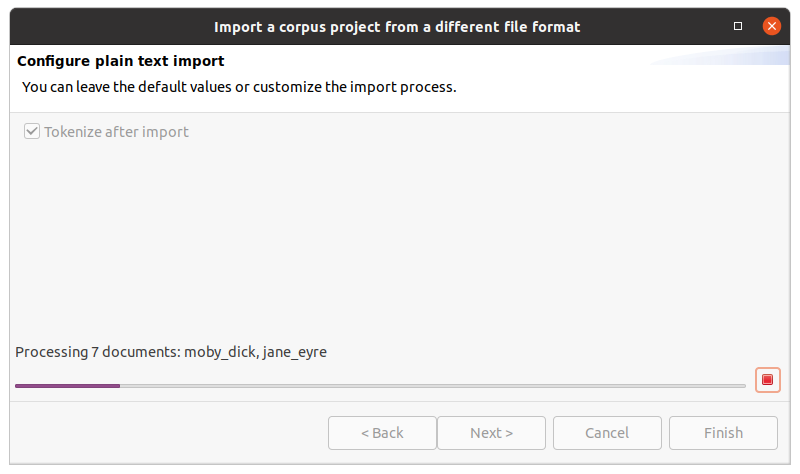 Import a corpus project from a different file format
Configure plain text import
You can leave the default values or customize the import process.
Tokenize after import
Processing 7 documents: moby_dick, jane_eyre
< Back Next > Cancel Finish